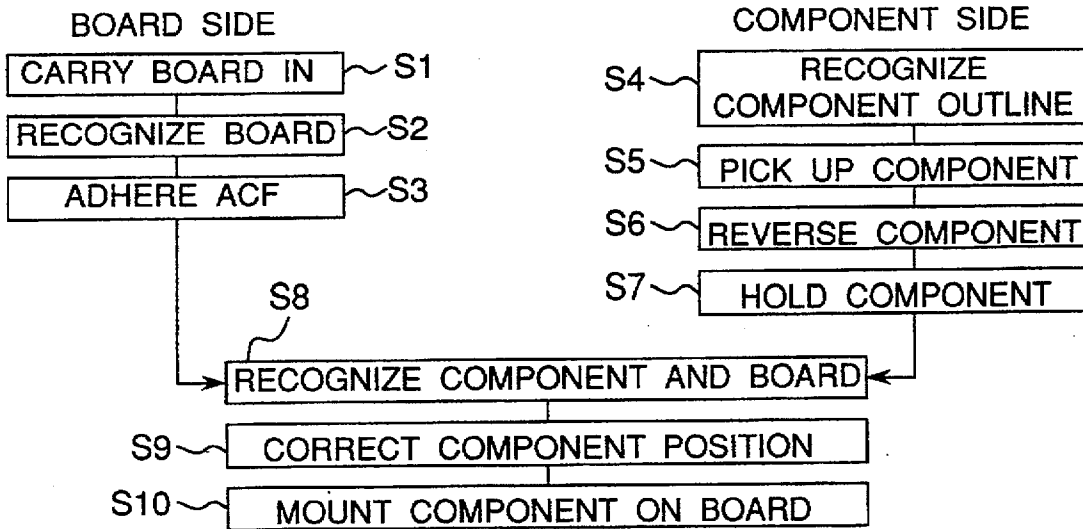 BOARD SIDE
CARRY BOARD IN
S1
RECOGNIZE BOARD
S2
ADHERE ACF
S3
COMPONENT SIDE
S4
RECOGNIZE
COMPONENT OUTLINE
S5
PICK UP COMPONENT
S6
REVERSE COMPONENT
S7
HOLD COMPONENT
S8
RECOGNIZE COMPONENT AND BOARD
S9
CORRECT COMPONENT POSITION
S10
MOUNT COMPONENT ON BOARD